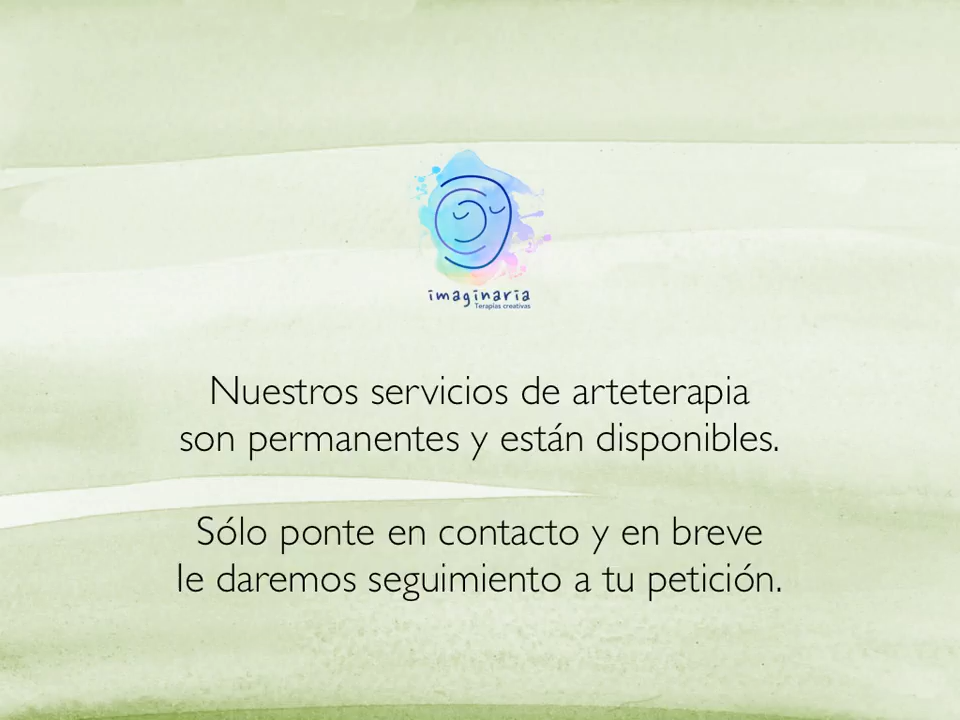 imaginaria
Terapias creativas
Nuestros servicios de arteterapia
son permanentes y están disponibles.
Sólo ponte en contacto y en breve
le daremos seguimiento a tu petición.